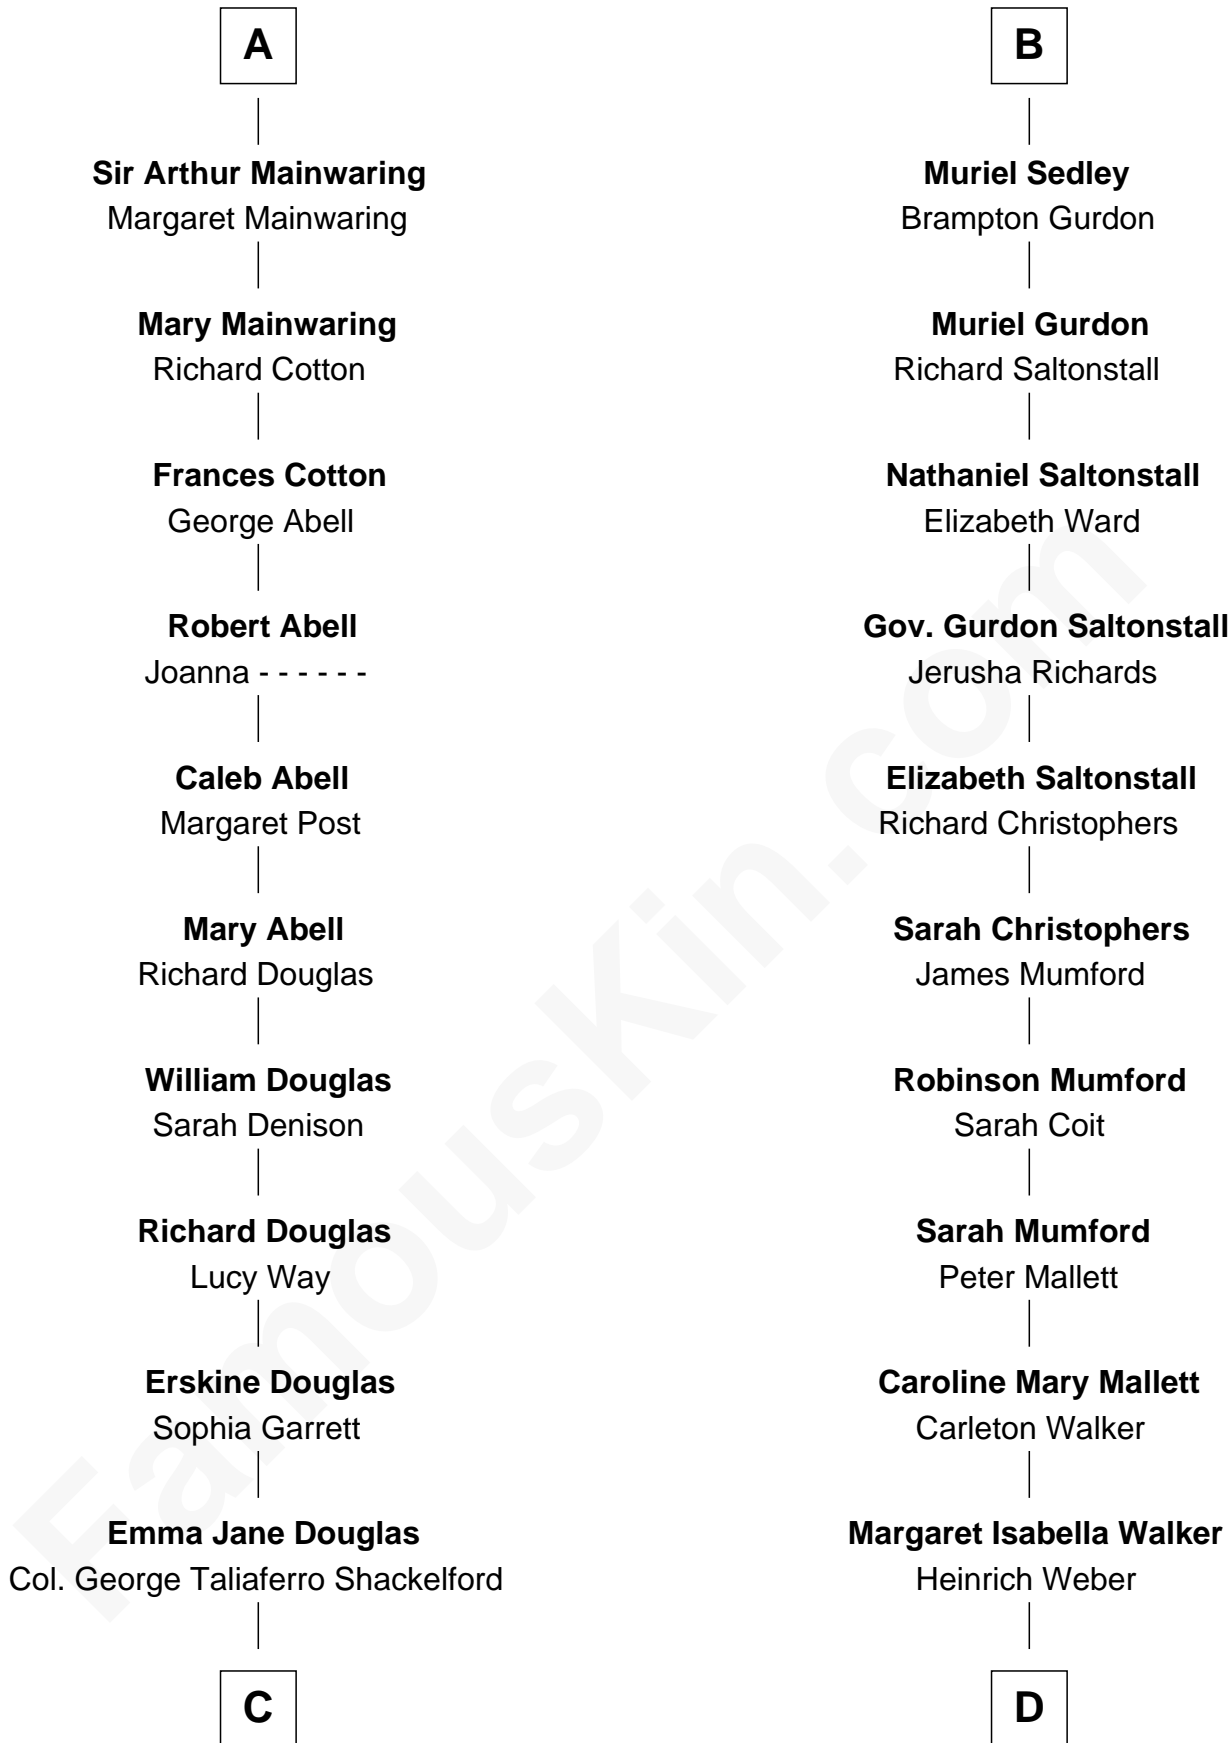 A
Sir Arthur Mainwaring
Margaret Mainwaring
Mary Mainwaring
Richard Cotton
Frances Cotton
George Abell
Robert Abell
Joanna - - - - - -
Caleb Abell
Margaret Post
Mary Abell
Richard Douglas
William Douglas
Sarah Denison
Richard Douglas
Lucy Way
Erskine Douglas
Sophia Garrett
Emma Jane Douglas
Col. George Taliaferro Shackelford
C
B
Muriel Sedley
Brampton Gurdon
Muriel Gurdon
Richard Saltonstall
Nathaniel Saltonstall
Elizabeth Ward
Gov. Gurdon Saltonstall
Jerusha Richards
Elizabeth Saltonstall
Richard Christophers
Sarah Christophers
James Mumford
Robinson Mumford
Sarah Coit
Sarah Mumford
Peter Mallett
Caroline Mary Mallett
Carleton Walker
Margaret Isabella Walker
Heinrich Weber
D
FamousKin.com